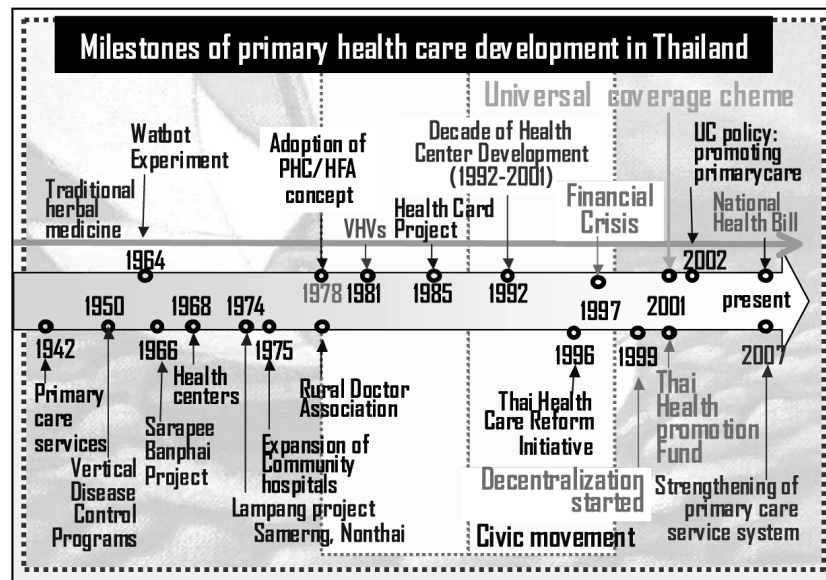 Milestones of primary health care development in Thailand
Universal coverage cheme
Watbot
Experiment
Adoption of
PHC/HFA
concept
Decade of Health
Center Development
(1992-2001)
UC policy:
promoting
primarycare
Traditional
herbal
medicine
VHVs
Health Card
Project
Financial
Crisis
National
Health Bill
1964
1978
1981
1985
1992
1997
2001
2002
present
1942
1950
1966
1968
1974
1975
1996
1999
2007
Primary
care
services
Vertical
Disease
Control
Programs
Sarapee
Banphai
Project
Health
centers
Lampang project
Samerng, Nonthai
Expansion of
Community
hospitals
Rural Doctor
Association
Thai Health
Care Reform
Initiative
Decentralization
started
Thai
Health
promotion
Fund
Strengthening of
primary care
service system
Civic movement